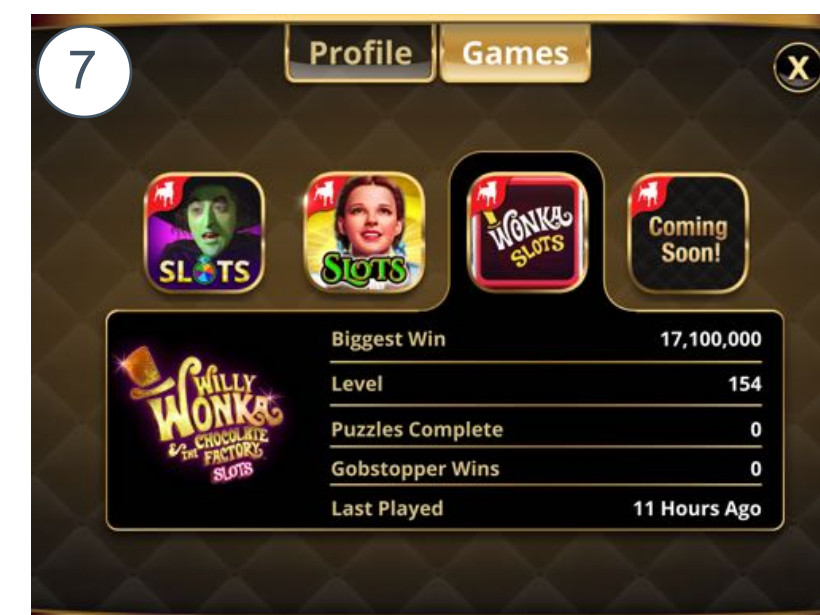 7
Profile
Games
X
SLOTS
SLOTS
WONKA
SLOTS
Coming
Soon!
WILLY
WONKA
& THE CHOCOLATE
FACTORY
SLOTS
Biggest Win 17,100,000
Level 154
Puzzles Complete 0
Gobstopper Wins 0
Last Played 11 Hours Ago